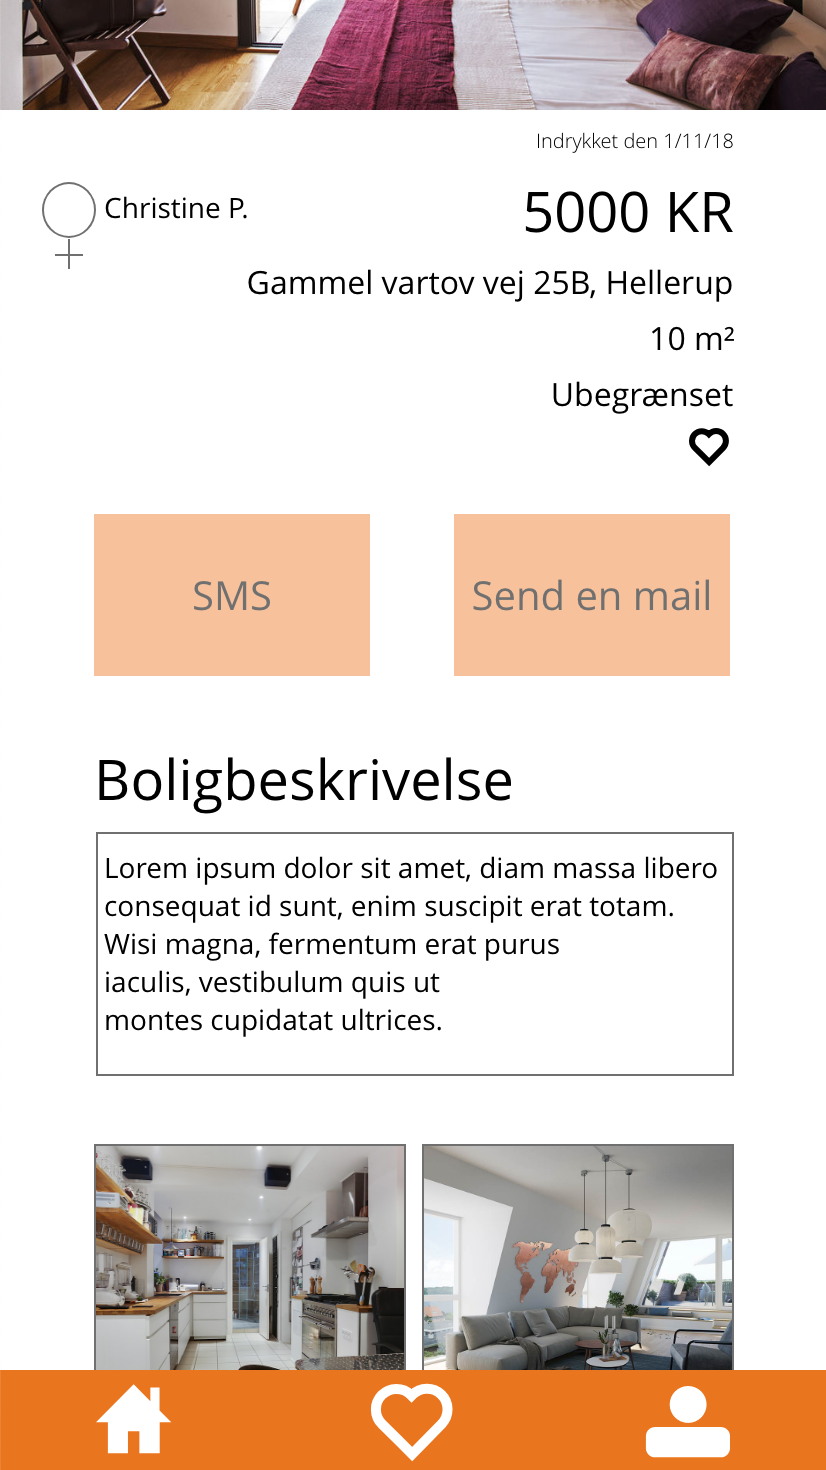 Indrykket den 1/11/18
Christine P.
5000 KR
Gammel vartov vej 25B, Hellerup
10 m²
Ubegrænset
SMS
Send en mail
Boligbeskrivelse
Lorem ipsum dolor sit amet, diam massa libero
consequat id sunt, enim suscipit erat totam.
Wisi magna, fermentum erat purus
iaculis, vestibulum quis ut
montes cupidatat ultrices.